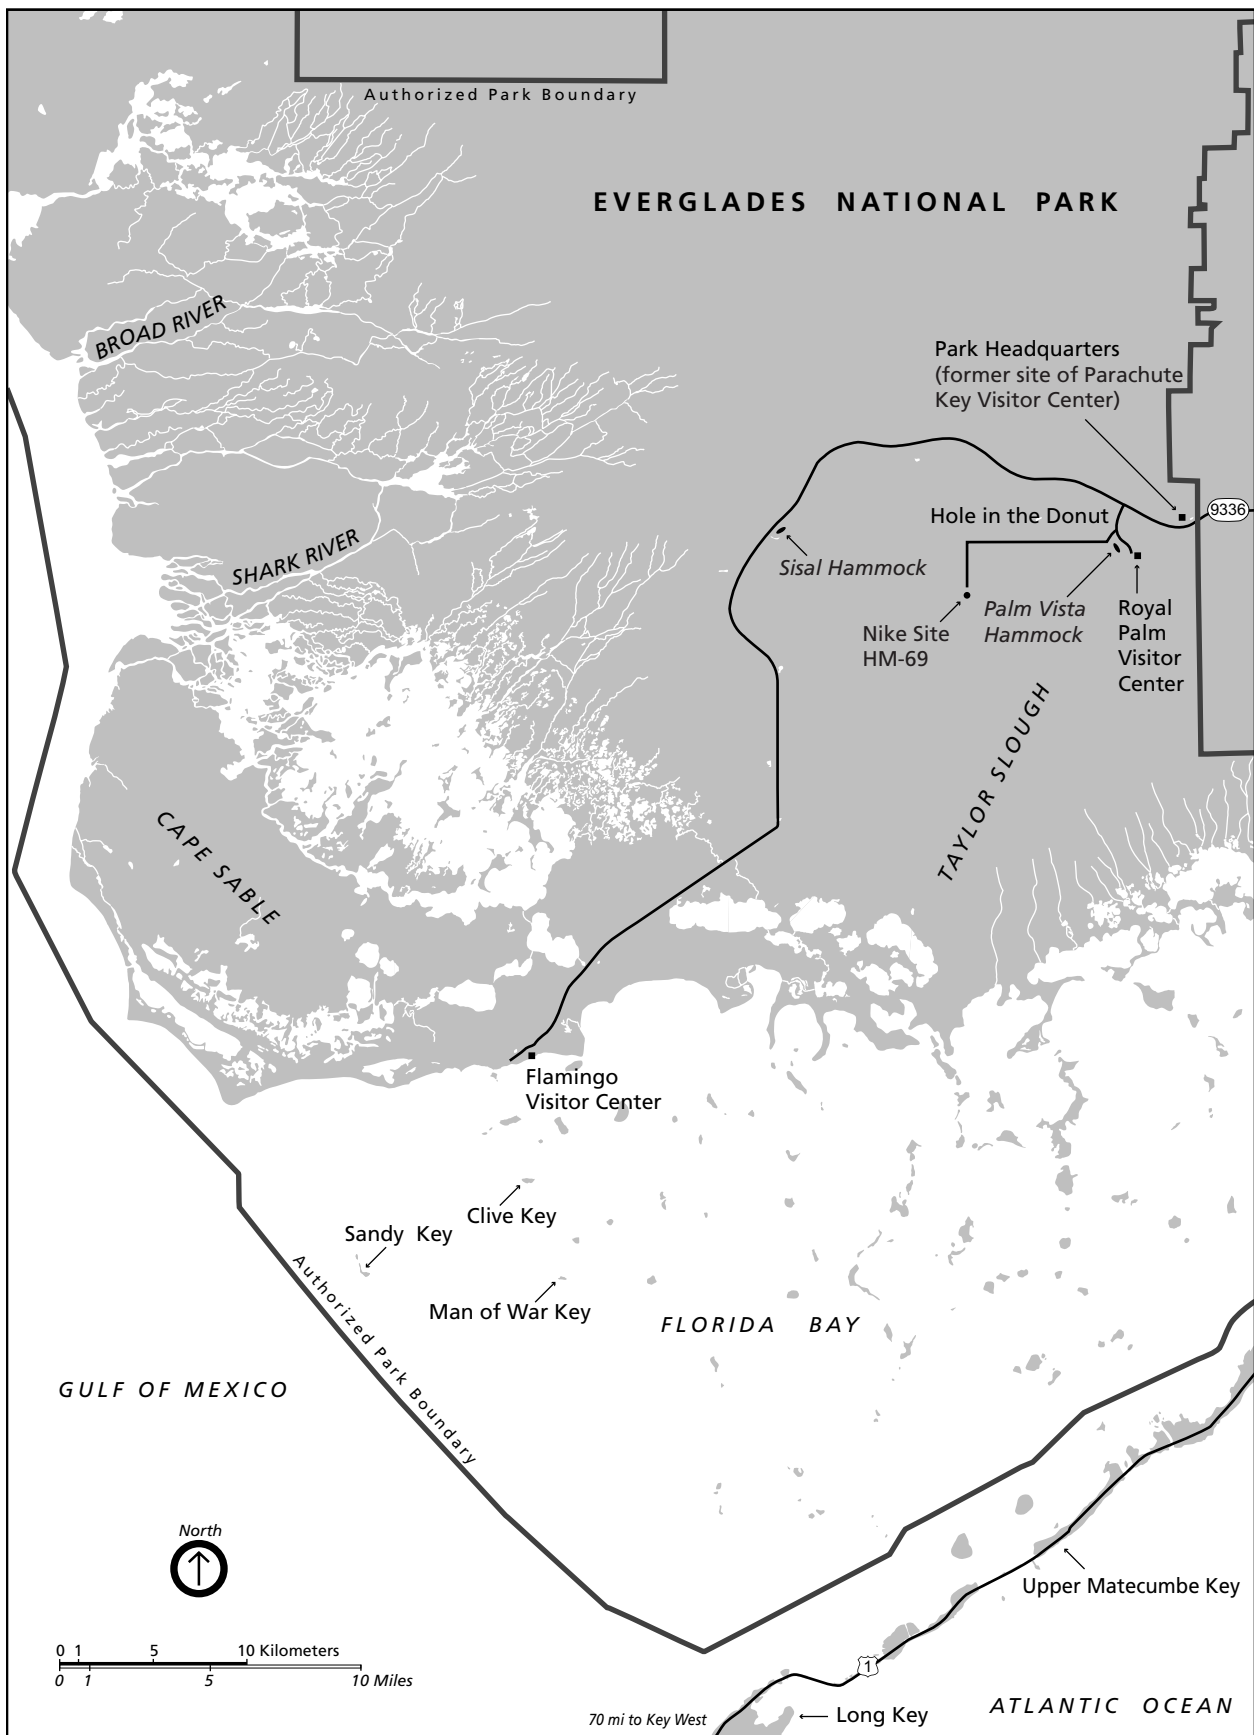 Authorized Park Boundary
EVERGLADES NATIONAL PARK
BROAD RIVER
Park Headquarters
(former site of Parachute
Key Visitor Center)
9336
Hole in the Donut
SHARK RIVER
Sisal Hammock
Palm Vista
Hammock
Royal
Palm
Visitor
Center
Nike Site
HM-69
TAYLOR SLOUGH
CAPE SABLE
Flamingo
Visitor Center
Clive Key
Sandy Key
Man of War Key
Authorized Park Boundary
FLORIDA BAY
GULF OF MEXICO
North
Upper Matecumbe Key
0 1 5 10 Kilometers
0 1 5 10 Miles
1
70 mi to Key West
Long Key
ATLANTIC OCEAN